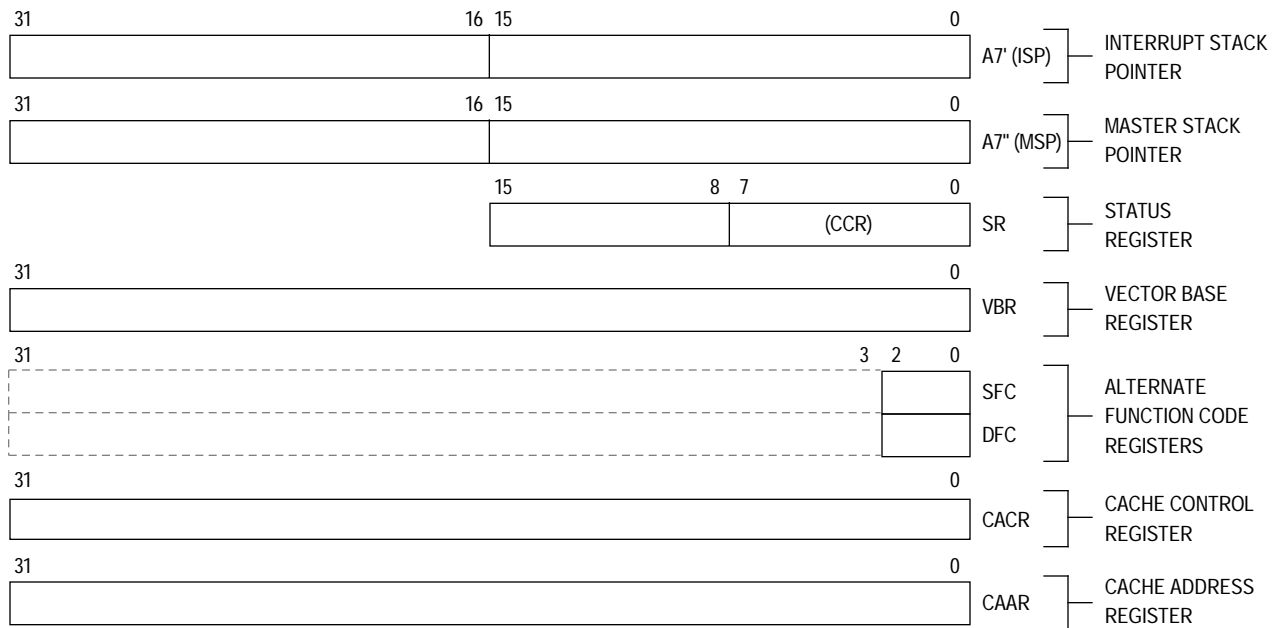 31 16 15 0
A7' (ISP) INTERRUPT STACK
POINTER
31 16 15 0
A7" (MSP) MASTER STACK
POINTER
15 8 7 0
(CCR) SR STATUS
REGISTER
31 0
VBR VECTOR BASE
REGISTER
31 3 2 0
SFC ALTERNATE
FUNCTION CODE
DFC REGISTERS
31 0
CACR CACHE CONTROL
REGISTER
31 0
CAAR CACHE ADDRESS
REGISTER